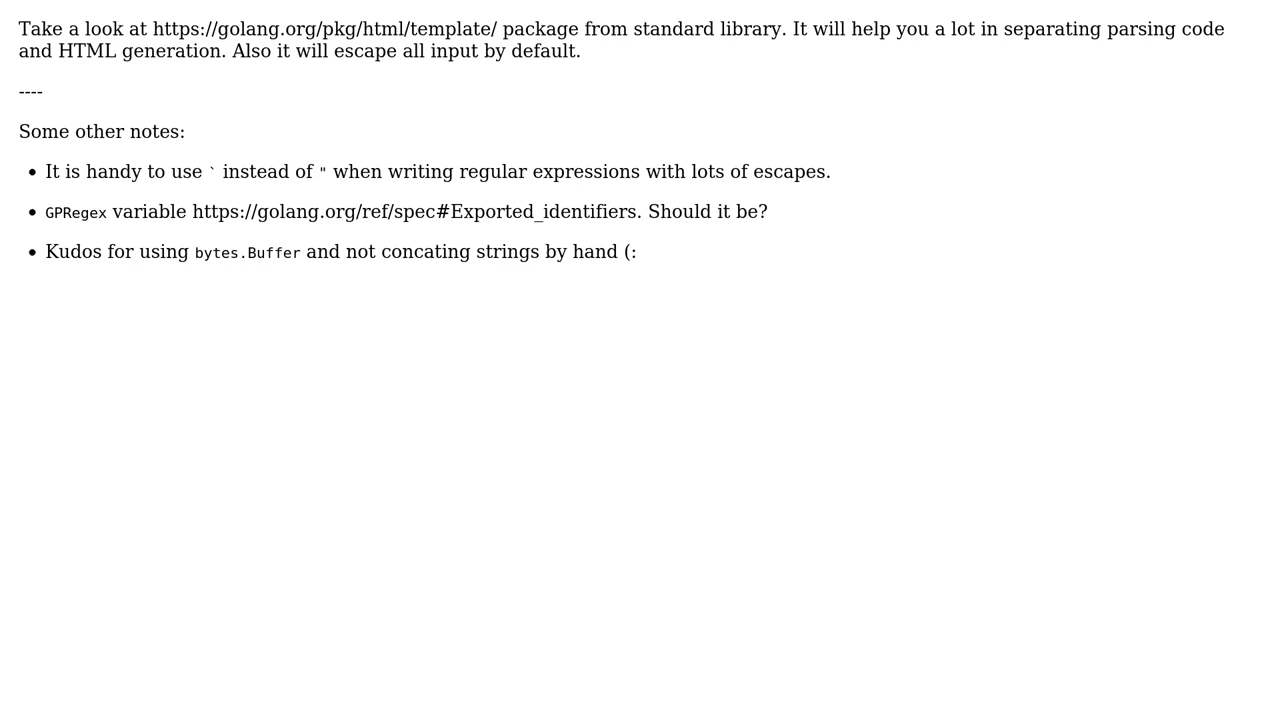 Take a look at https://golang.org/pkg/html/template/ package from standard library. It will help you a lot in separating parsing code
and HTML generation. Also it will escape all input by default.
----
Some other notes:
• It is handy to use ` instead of " when writing regular expressions with lots of escapes.
• GPRegex variable https://golang.org/ref/spec#Exported_identifiers. Should it be?
• Kudos for using bytes.Buffer and not concating strings by hand (: